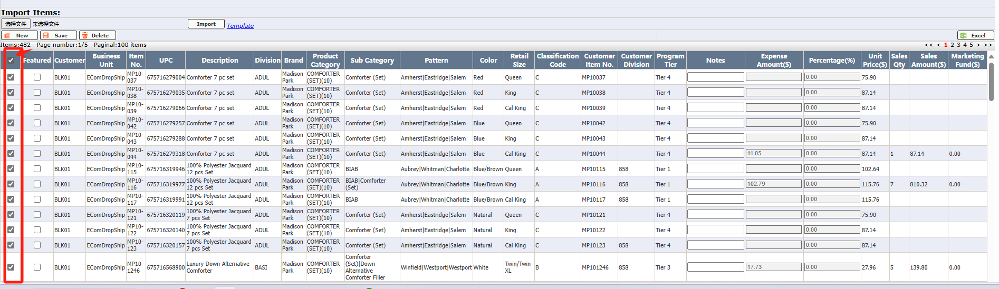 Import Items:
选择文件 未选择文件 Import Template
New Save Delete Excel
Items:482 Page number:1/5 Paginal:100 items << < 1 2 3 4 5 > >>
Featured Customer Business Unit Item No. UPC Description Division Brand Product Category Sub Category Pattern Color Retail Size Classification Code Customer Item No. Customer Division Program Tier Notes Expense Amount($) Percentage(%) Unit Price($) Sales Qty Sales Amount($) Marketing Fund($)
BLK01 EComDropShip MP10-037 675716279004 Comforter 7 pc set ADUL Madison Park COMFORTER (SET)(10) Comforter (Set) Amherst|Eastridge|Salem Red Queen C MP10037 Tier 4 0.00 75.90
BLK01 EComDropShip MP10-038 675716279035 Comforter 7 pc set ADUL Madison Park COMFORTER (SET)(10) Comforter (Set) Amherst|Eastridge|Salem Red King C MP10038 Tier 4 0.00 87.14
BLK01 EComDropShip MP10-039 675716279066 Comforter 7 pc set ADUL Madison Park COMFORTER (SET)(10) Comforter (Set) Amherst|Eastridge|Salem Red Cal King C MP10039 Tier 4 0.00 87.14
BLK01 EComDropShip MP10-042 675716279257 Comforter 7 pc set ADUL Madison Park COMFORTER (SET)(10) Comforter (Set) Amherst|Eastridge|Salem Blue Queen C MP10042 Tier 4 0.00 75.90
BLK01 EComDropShip MP10-043 675716279288 Comforter 7 pc set ADUL Madison Park COMFORTER (SET)(10) Comforter (Set) Amherst|Eastridge|Salem Blue King C MP10043 Tier 4 0.00 87.14
BLK01 EComDropShip MP10-044 675716279318 Comforter 7 pc set ADUL Madison Park COMFORTER (SET)(10) Comforter (Set) Amherst|Eastridge|Salem Blue Cal King C MP10044 Tier 4 11.05 0.00 87.14 1 87.14 0.00
BLK01 EComDropShip MP10-115 675716319946 100% Polyester Jacquard 12 pcs Set ADUL Madison Park COMFORTER (SET)(10) BIAB Aubrey|Whitman|Charlotte Blue/Brown Queen A MP10115 858 Tier 1 0.00 102.64
BLK01 EComDropShip MP10-116 675716319977 100% Polyester Jacquard 12 pcs Set ADUL Madison Park COMFORTER (SET)(10) BIAB|Comforter (Set) Aubrey|Whitman|Charlotte Blue/Brown King A MP10116 858 Tier 1 102.79 0.00 115.76 7 810.32 0.00
BLK01 EComDropShip MP10-117 675716319991 100% Polyester Jacquard 12 pcs Set ADUL Madison Park COMFORTER (SET)(10) BIAB Aubrey|Whitman|Charlotte Blue/Brown Cal King A MP10117 858 Tier 1 0.00 115.76
BLK01 EComDropShip MP10-121 675716320119 100% Polyester Jacquard 7 pcs Set ADUL Madison Park COMFORTER (SET)(10) Comforter (Set) Amherst|Eastridge|Salem Natural Queen C MP10121 Tier 4 0.00 75.90
BLK01 EComDropShip MP10-122 675716320140 100% Polyester Jacquard 7 pcs Set ADUL Madison Park COMFORTER (SET)(10) Comforter (Set) Amherst|Eastridge|Salem Natural King C MP10122 Tier 4 0.00 87.14
BLK01 EComDropShip MP10-123 675716320157 100% Polyester Jacquard 7 pcs Set ADUL Madison Park COMFORTER (SET)(10) Comforter (Set) Amherst|Eastridge|Salem Natural Cal King C MP10123 858 Tier 4 0.00 87.14
BLK01 EComDropShip MP10-1246 675716568900 Luxury Down Alternative Comforter BASI Madison Park COMFORTER (SET)(10) Comforter (Set)|Down Alternative Comforter Filler Winfield|Westport|Westport White Twin/Twin XL B MP101246 858 Tier 3 17.73 0.00 27.96 5 139.80 0.00